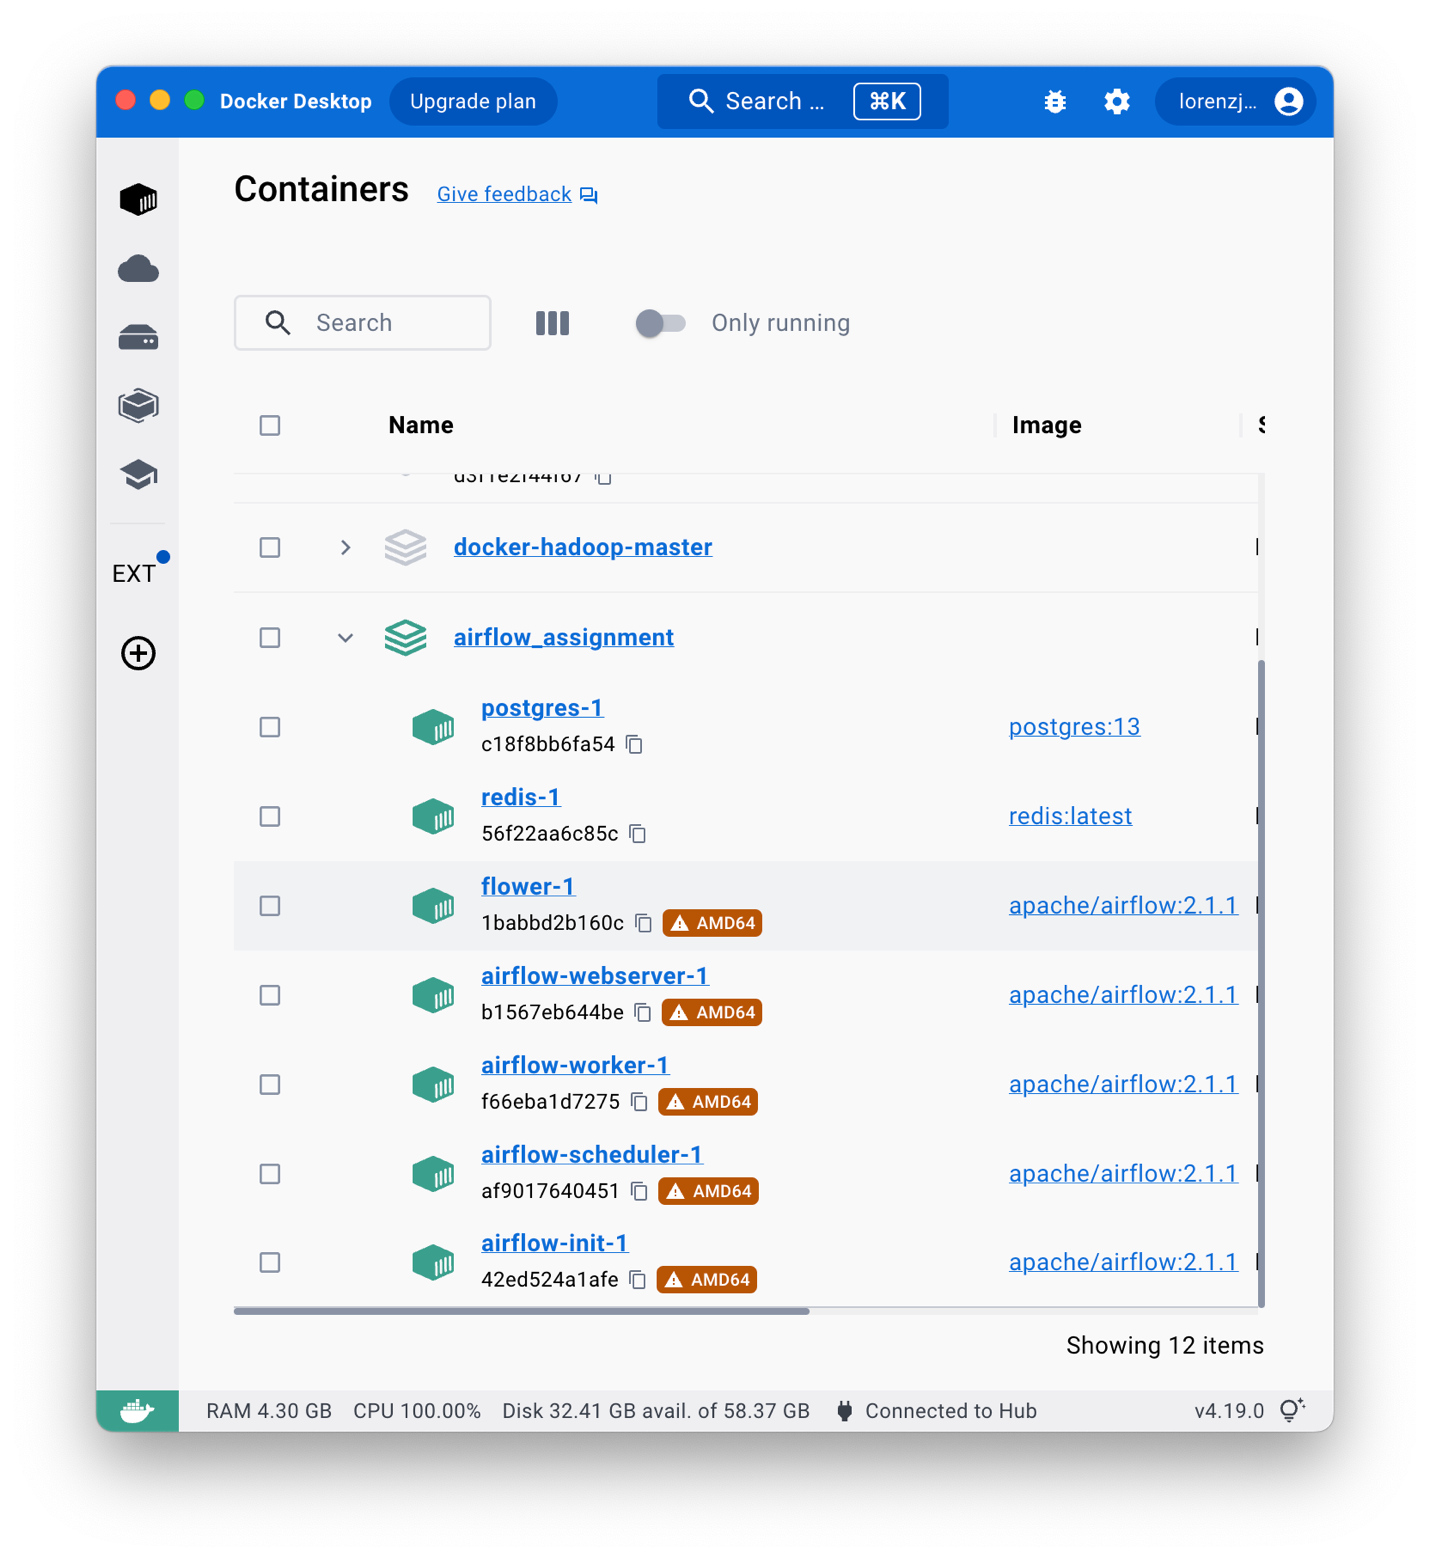 Docker Desktop Upgrade plan Search ... ⌘K lorenzj...
Containers Give feedback
Search Only running
Name Image
d3f1e2f44f67
docker-hadoop-master
EXT
airflow_assignment
postgres-1
c18f8bb6fa54
postgres:13
redis-1
56f22aa6c85c
redis:latest
flower-1
1babbd2b160c AMD64
apache/airflow:2.1.1
airflow-webserver-1
b1567eb644be AMD64
apache/airflow:2.1.1
airflow-worker-1
f66eba1d7275 AMD64
apache/airflow:2.1.1
airflow-scheduler-1
af9017640451 AMD64
apache/airflow:2.1.1
airflow-init-1
42ed524a1afe AMD64
apache/airflow:2.1.1
Showing 12 items
RAM 4.30 GB CPU 100.00% Disk 32.41 GB avail. of 58.37 GB Connected to Hub v4.19.0